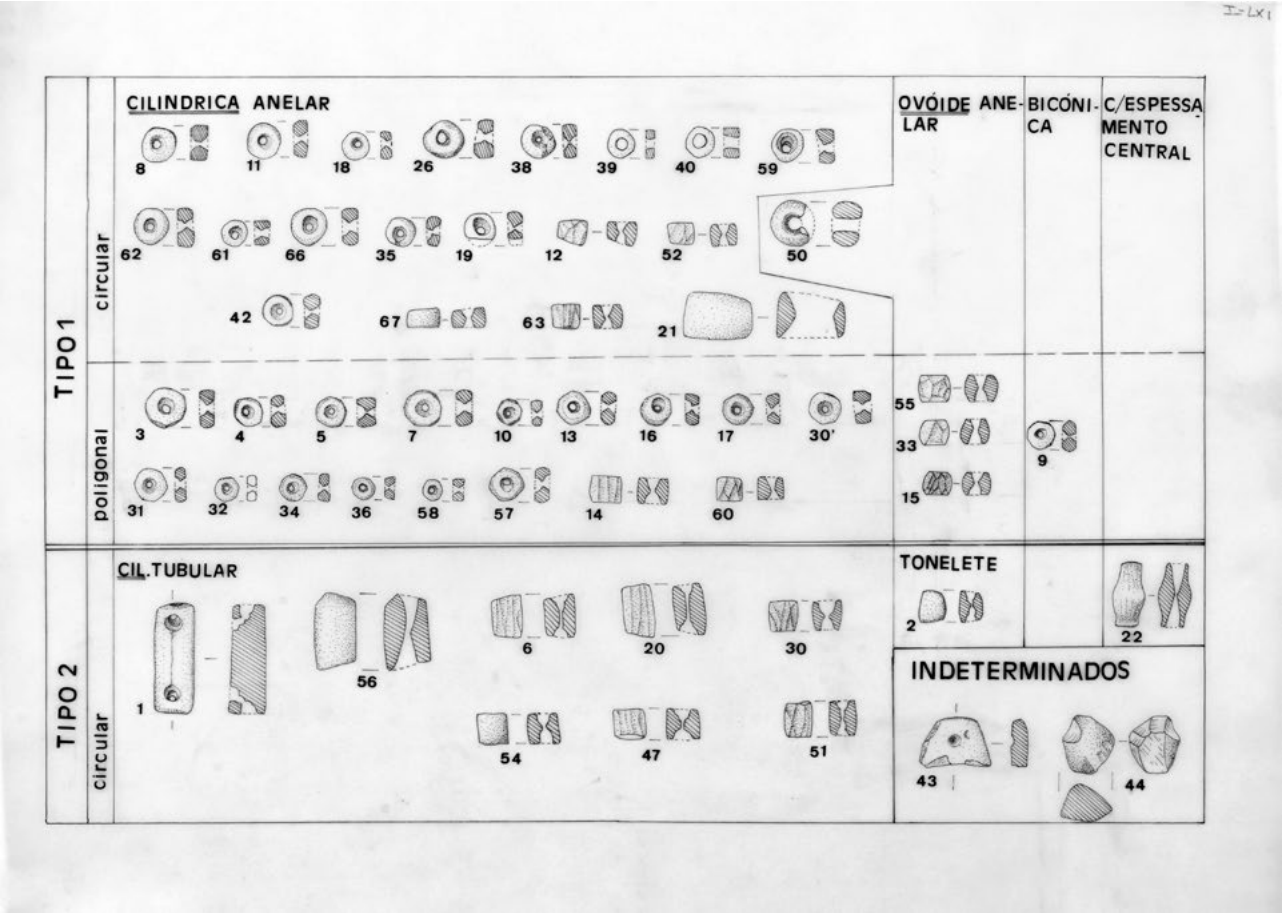 I=LXI
CILINDRICA ANELAR
OVÓIDE ANE-
LAR
BICÓNI-
CA
C/ESPESSA
MENTO
CENTRAL
TIPO 1
circular
8 11 18 26 38 39 40 59
62 61 66 35 19 12 52 50
42 67 63 21
poligonal
3 4 5 7 10 13 16 17 30'
31 32 34 36 58 57 14 60
55
33
15
9
TIPO 2
circular
CIL.TUBULAR
1 56 6 20 30
54 47 51
TONELETE
2
22
INDETERMINADOS
43 44